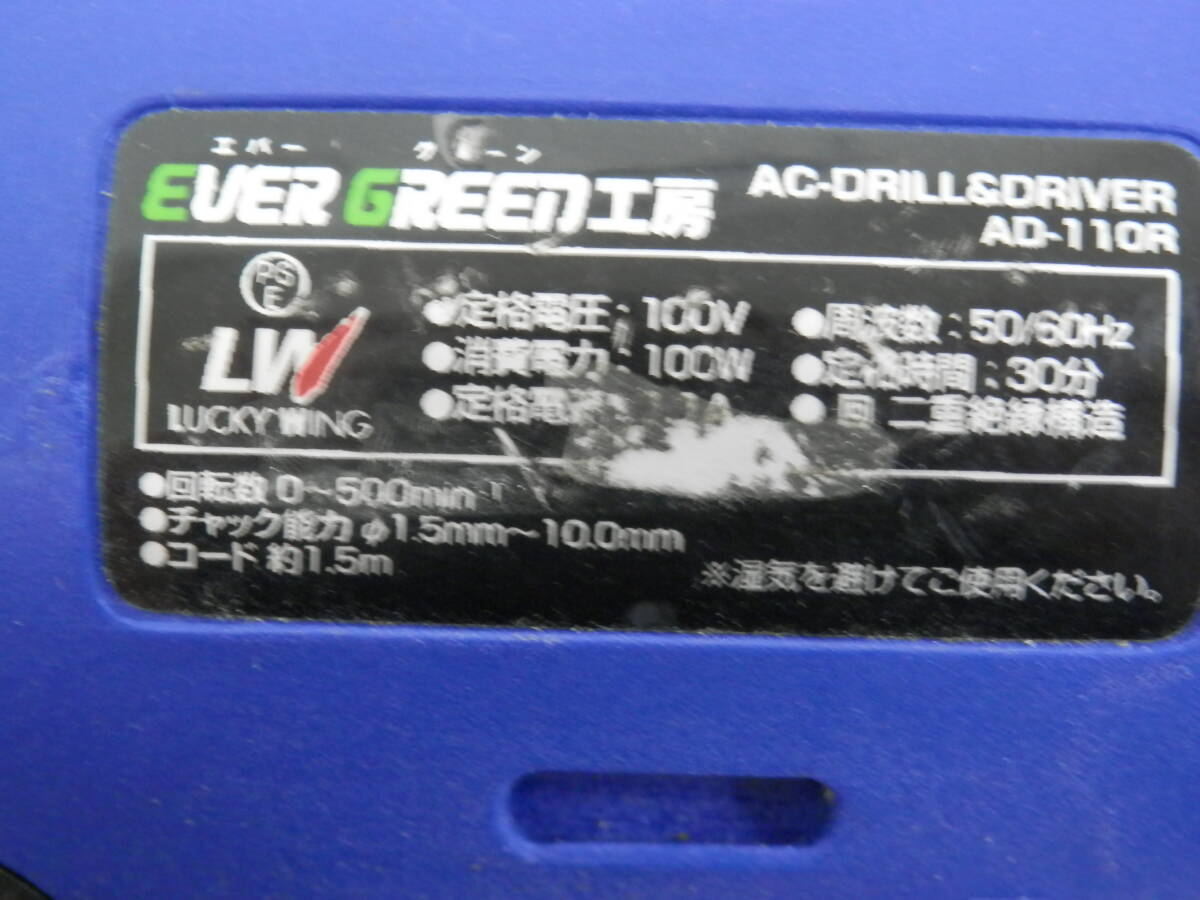 エバー グリーン
EVER GREEN工房
AC-DRILL&DRIVER
AD-110R
PSE
LW
LUCKY WING
●定格電圧：100V
●消費電力：100W
●定格電
●周波数：50/60Hz
●定格時間：30分
●回 二重絶縁構造
●回転数 0～500min
●チャック能力 φ1.5mm～10.0mm
●コード 約1.5m
※湿気を避けてご使用ください。